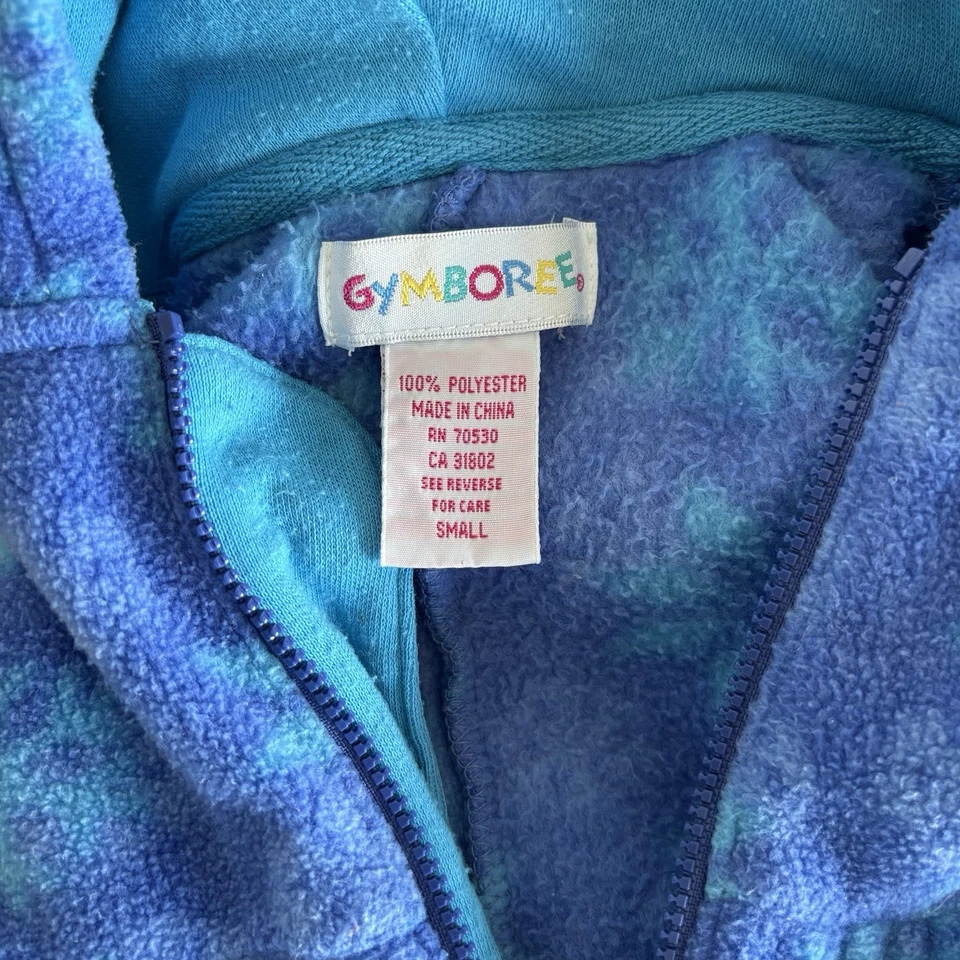 GYMBOREE®
100% POLYESTER
MADE IN CHINA
RN 70530
CA 31802
SEE REVERSE
FOR CARE
SMALL